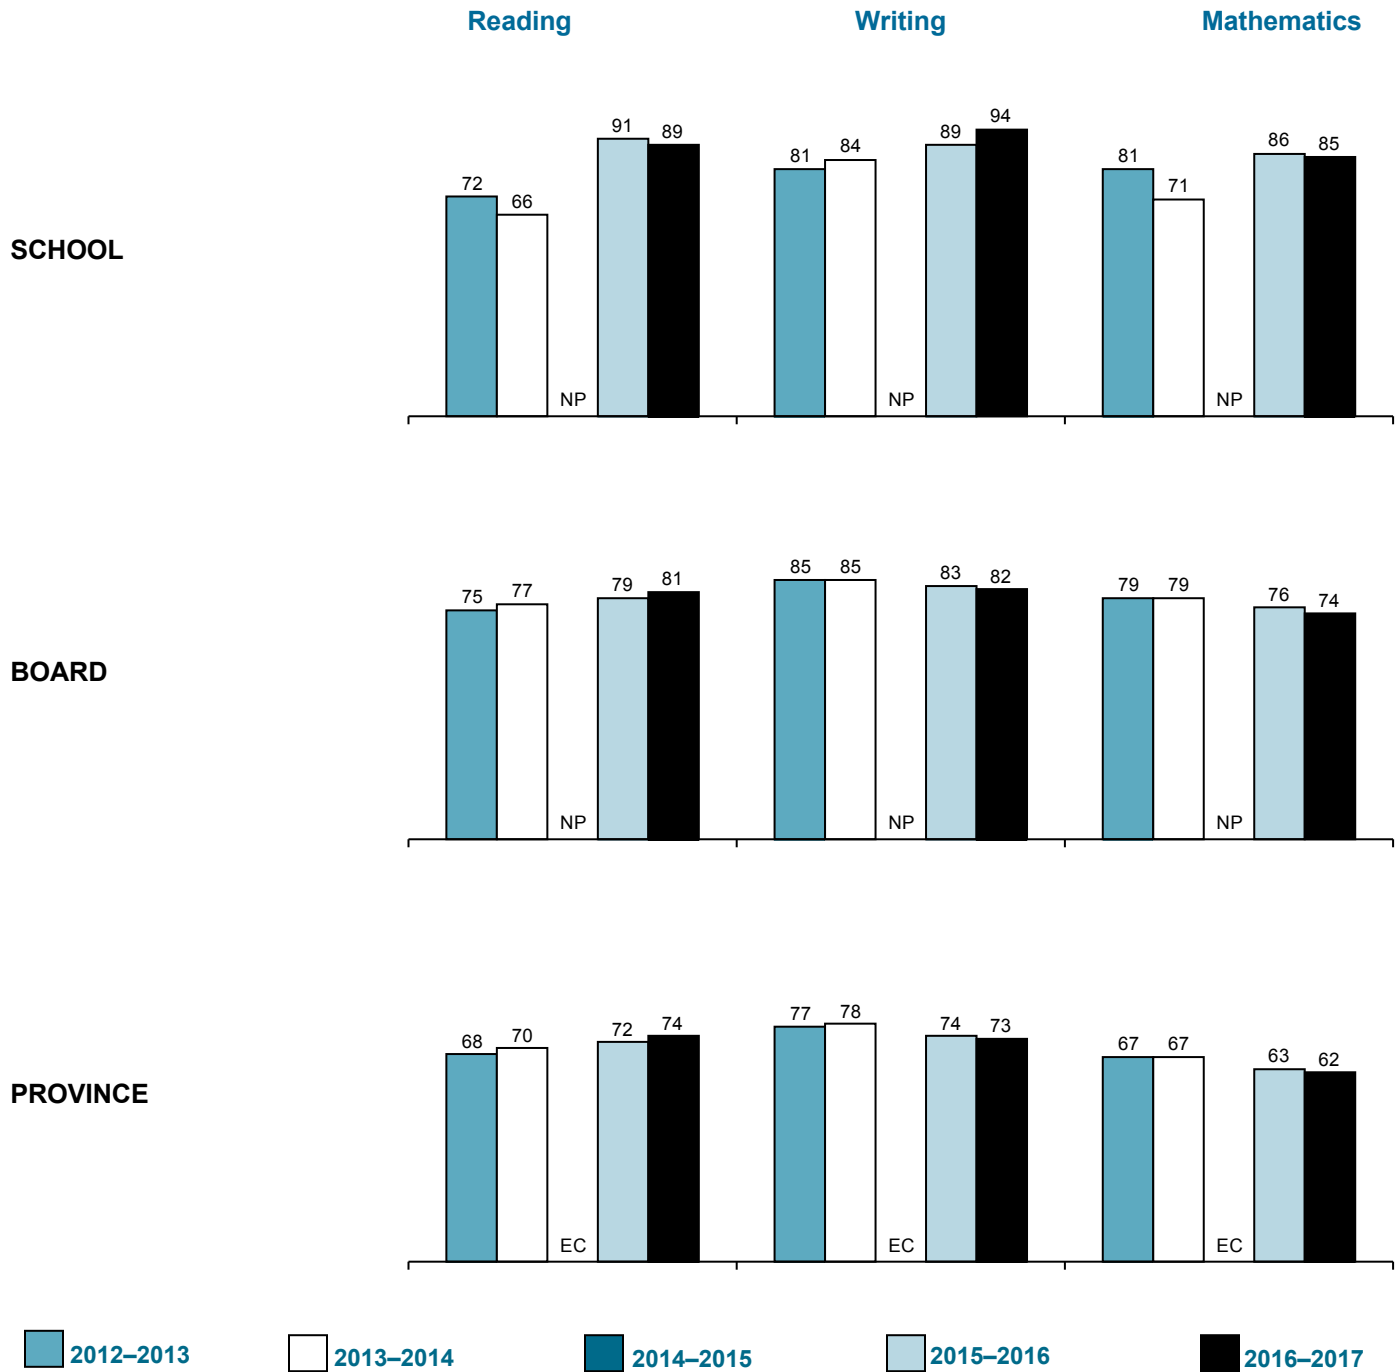 Reading Writing Mathematics
SCHOOL
72 66 NP 91 89 81 84 NP 89 94 81 71 NP 86 85
BOARD
75 77 NP 79 81 85 85 NP 83 82 79 79 NP 76 74
PROVINCE
68 70 EC 72 74 77 78 EC 74 73 67 67 EC 63 62
2012–2013 2013–2014 2014–2015 2015–2016 2016–2017